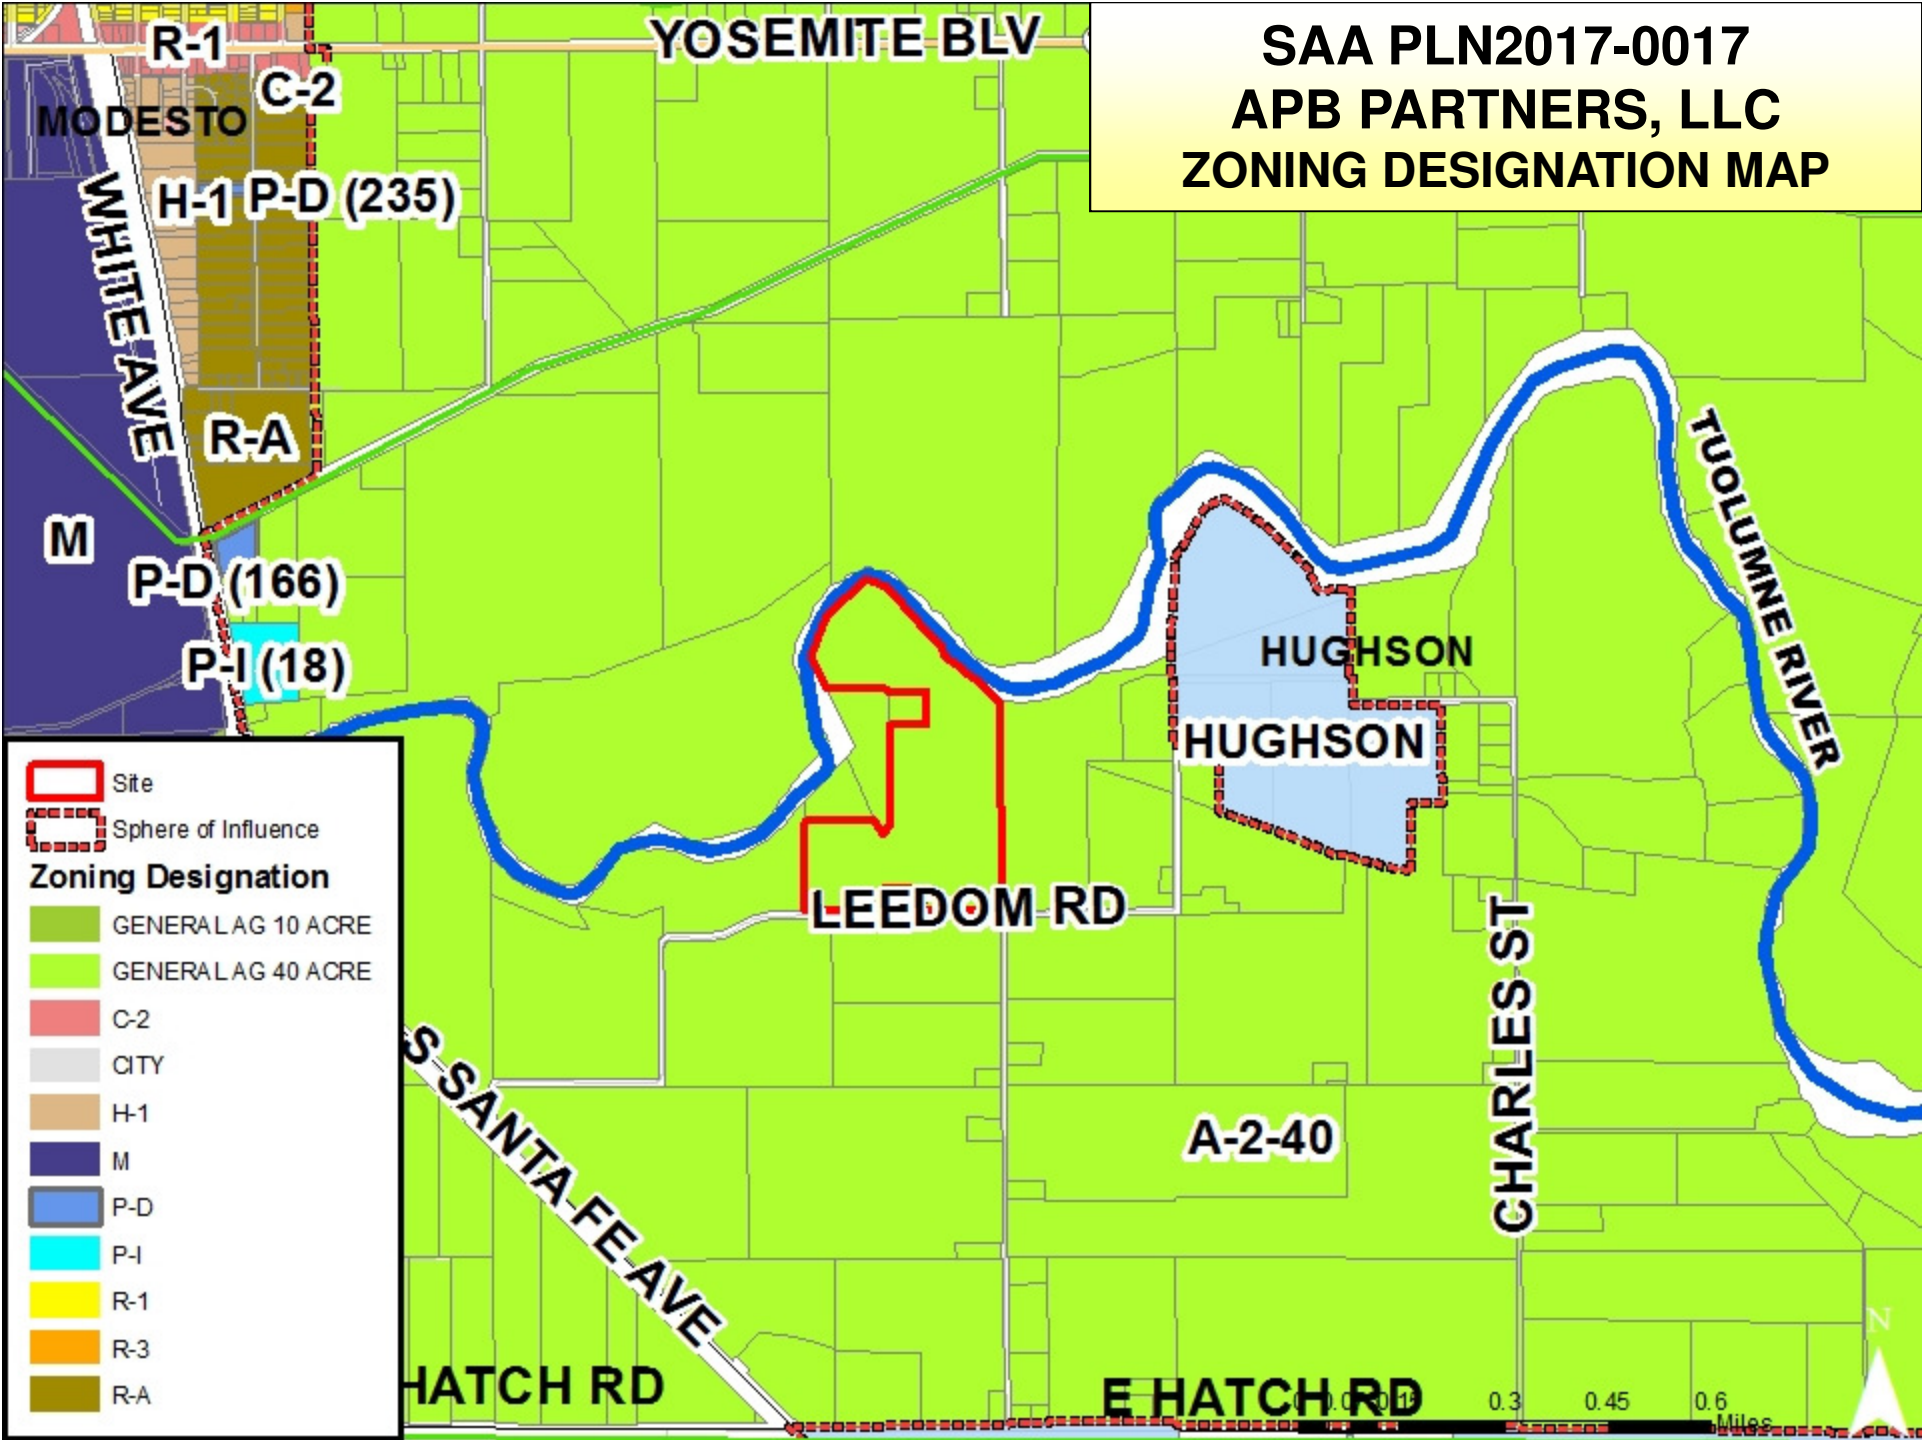 YOSEMITE BLV
SAA PLN2017-0017
APB PARTNERS, LLC
ZONING DESIGNATION MAP
R-1
C-2
MODESTO
H-1
P-D (235)
WHITE AVE
R-A
M
P-D (166)
P-I (18)
TUOLUMNE RIVER
HUGHSON
HUGHSON
LEEDOM RD
CHARLES ST
A-2-40
S SANTA FE AVE
HATCH RD
E HATCH RD
Site
Sphere of Influence
Zoning Designation
GENERAL AG 10 ACRE
GENERAL AG 40 ACRE
C-2
CITY
H-1
M
P-D
P-I
R-1
R-3
R-A
N
0.3 0.45 0.6
Miles